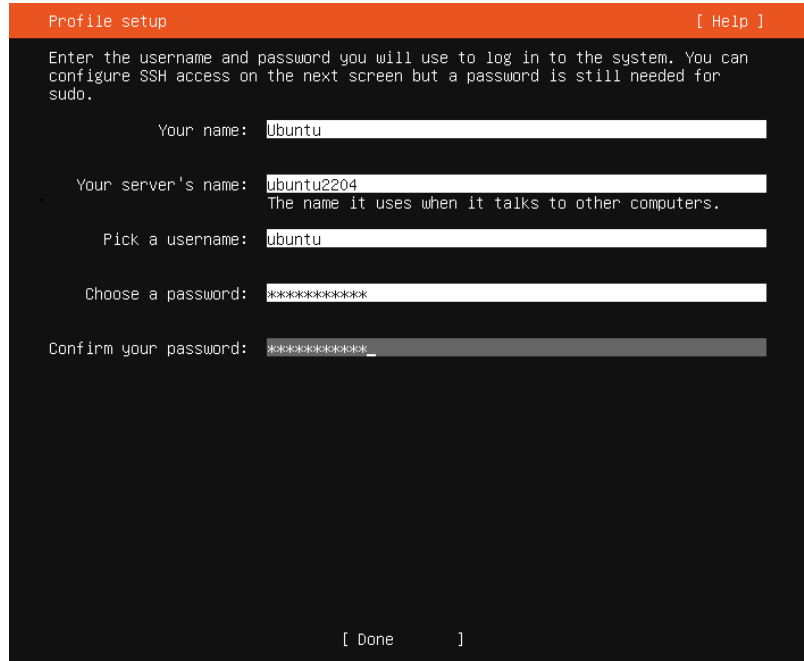 Profile setup [ Help ]
Enter the username and password you will use to log in to the system. You can
configure SSH access on the next screen but a password is still needed for
sudo.
Your name: Ubuntu
Your server's name: ubuntu2204
The name it uses when it talks to other computers.
Pick a username: ubuntu
Choose a password: ***********
Confirm your password: ***********_
[ Done ]